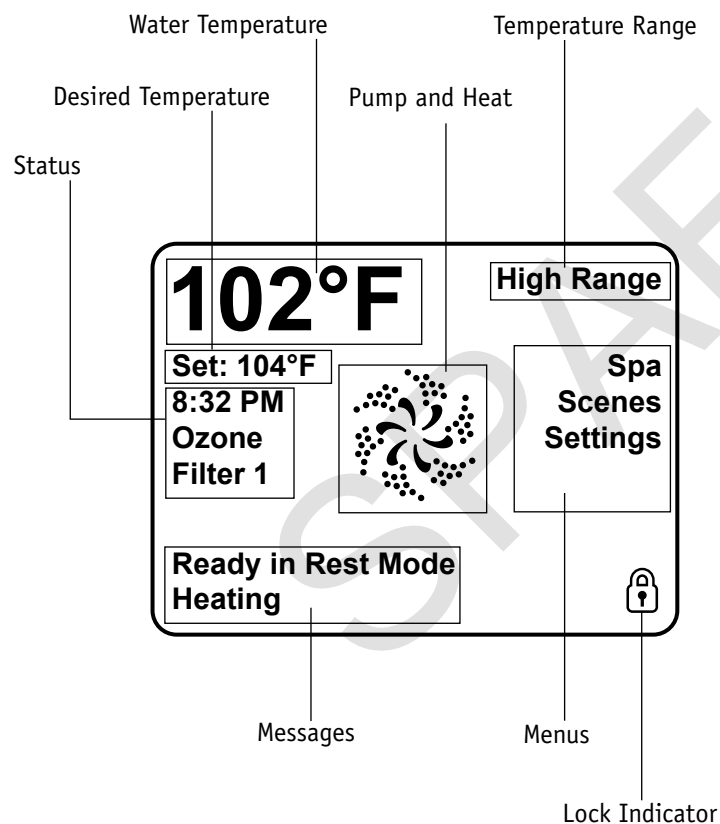 Water Temperature
Temperature Range
Desired Temperature
Pump and Heat
Status
102°F
High Range
Set: 104°F
8:32 PM
Ozone
Filter 1
Spa
Scenes
Settings
Ready in Rest Mode
Heating
Messages
Menus
Lock Indicator
SPAF